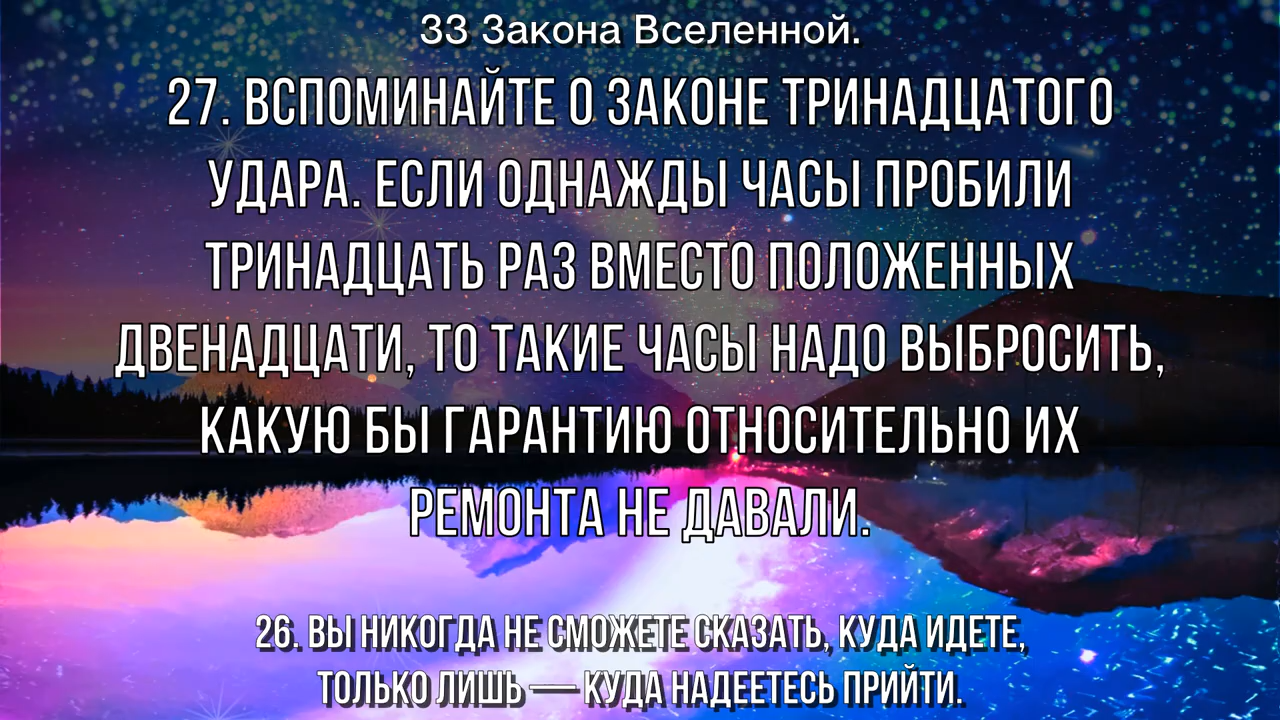 33 Закона Вселенной.
27. ВСПОМИНАЙТЕ О ЗАКОНЕ ТРИНАДЦАТОГО
УДАРА. ЕСЛИ ОДНАЖДЫ ЧАСЫ ПРОБИЛИ
ТРИНАДЦАТЬ РАЗ ВМЕСТО ПОЛОЖЕННЫХ
ДВЕНАДЦАТИ, ТО ТАКИЕ ЧАСЫ НАДО ВЫБРОСИТЬ,
КАКУЮ БЫ ГАРАНТИЮ ОТНОСИТЕЛЬНО ИХ
РЕМОНТА НЕ ДАВАЛИ.
26. ВЫ НИКОГДА НЕ СМОЖЕТЕ СКАЗАТЬ, КУДА ИДЕТЕ,
ТОЛЬКО ЛИШЬ — КУДА НАДЕЕТЕСЬ ПРИЙТИ.